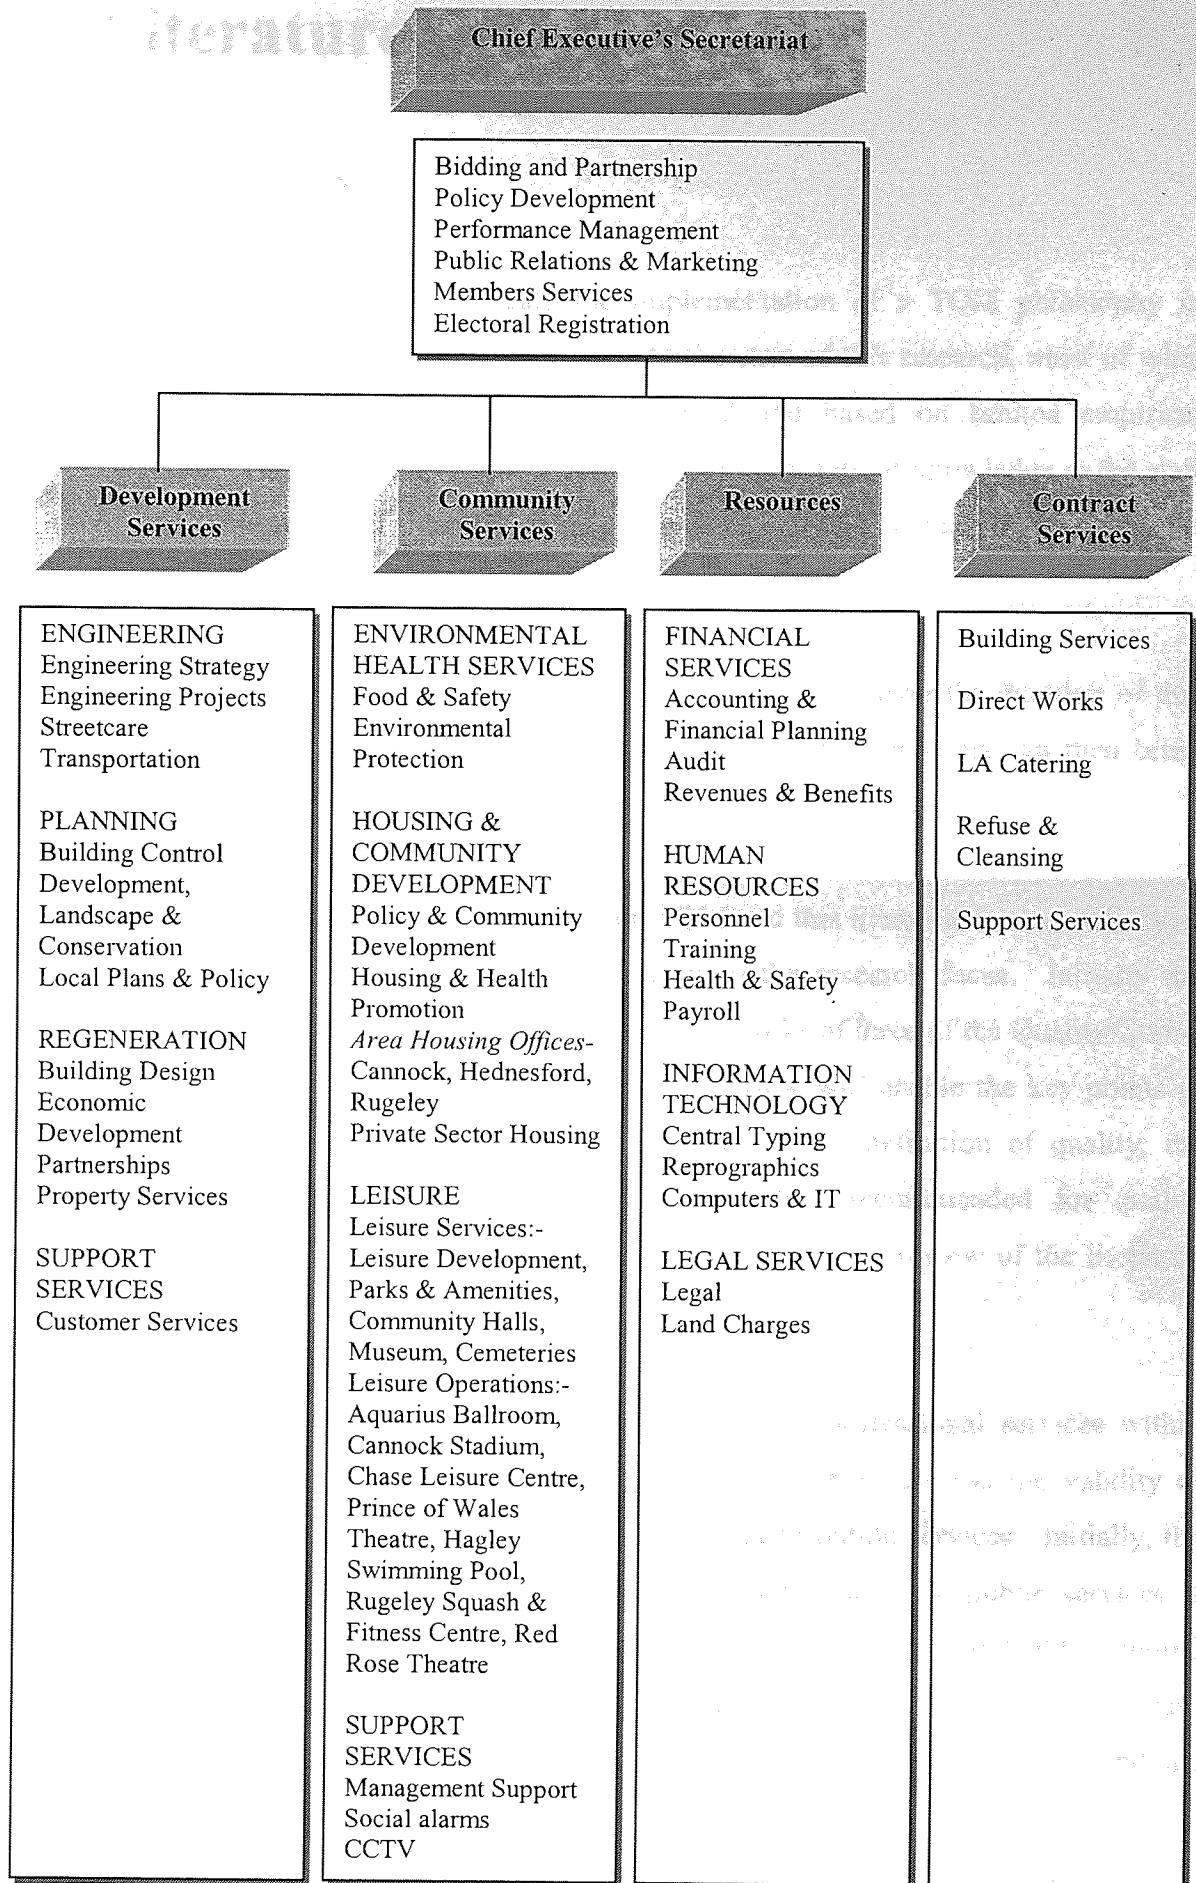 Chief Executive's Secretariat
Bidding and Partnership
Policy Development
Performance Management
Public Relations & Marketing
Members Services
Electoral Registration
Development
Services
Community
Services
Resources
Contract
Services
ENGINEERING
Engineering Strategy
Engineering Projects
Streetcare
Transportation
PLANNING
Building Control
Development,
Landscape &
Conservation
Local Plans & Policy
REGENERATION
Building Design
Economic
Development
Partnerships
Property Services
SUPPORT
SERVICES
Customer Services
ENVIRONMENTAL
HEALTH SERVICES
Food & Safety
Environmental
Protection
HOUSING &
COMMUNITY
DEVELOPMENT
Policy & Community
Development
Housing & Health
Promotion
Area Housing Offices-
Cannock, Hednesford,
Rugeley
Private Sector Housing
LEISURE
Leisure Services:-
Leisure Development,
Parks & Amenities,
Community Halls,
Museum, Cemeteries
Leisure Operations:-
Aquarius Ballroom,
Cannock Stadium,
Chase Leisure Centre,
Prince of Wales
Theatre, Hagley
Swimming Pool,
Rugeley Squash &
Fitness Centre, Red
Rose Theatre
SUPPORT
SERVICES
Management Support
Social alarms
CCTV
FINANCIAL
SERVICES
Accounting &
Financial Planning
Audit
Revenues & Benefits
HUMAN
RESOURCES
Personnel
Training
Health & Safety
Payroll
INFORMATION
TECHNOLOGY
Central Typing
Reprographics
Computers & IT
LEGAL SERVICES
Legal
Land Charges
Building Services
Direct Works
LA Catering
Refuse &
Cleansing
Support Services